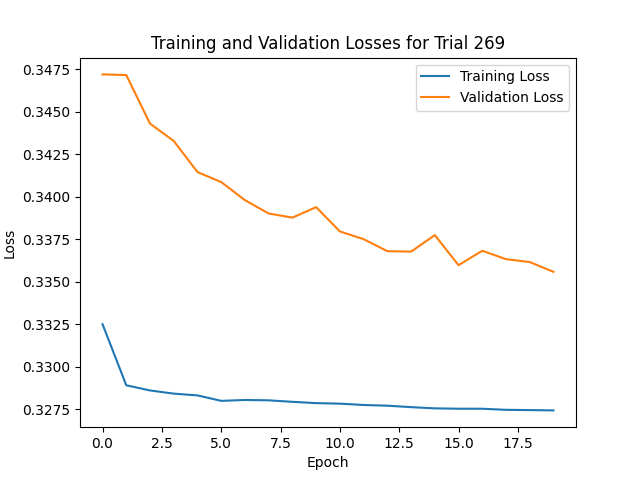 Training and Validation Losses for Trial 269
Training Loss
Validation Loss
Loss
0.3475
0.3450
0.3425
0.3400
0.3375
0.3350
0.3325
0.3300
0.3275
0.0 2.5 5.0 7.5 10.0 12.5 15.0 17.5
Epoch